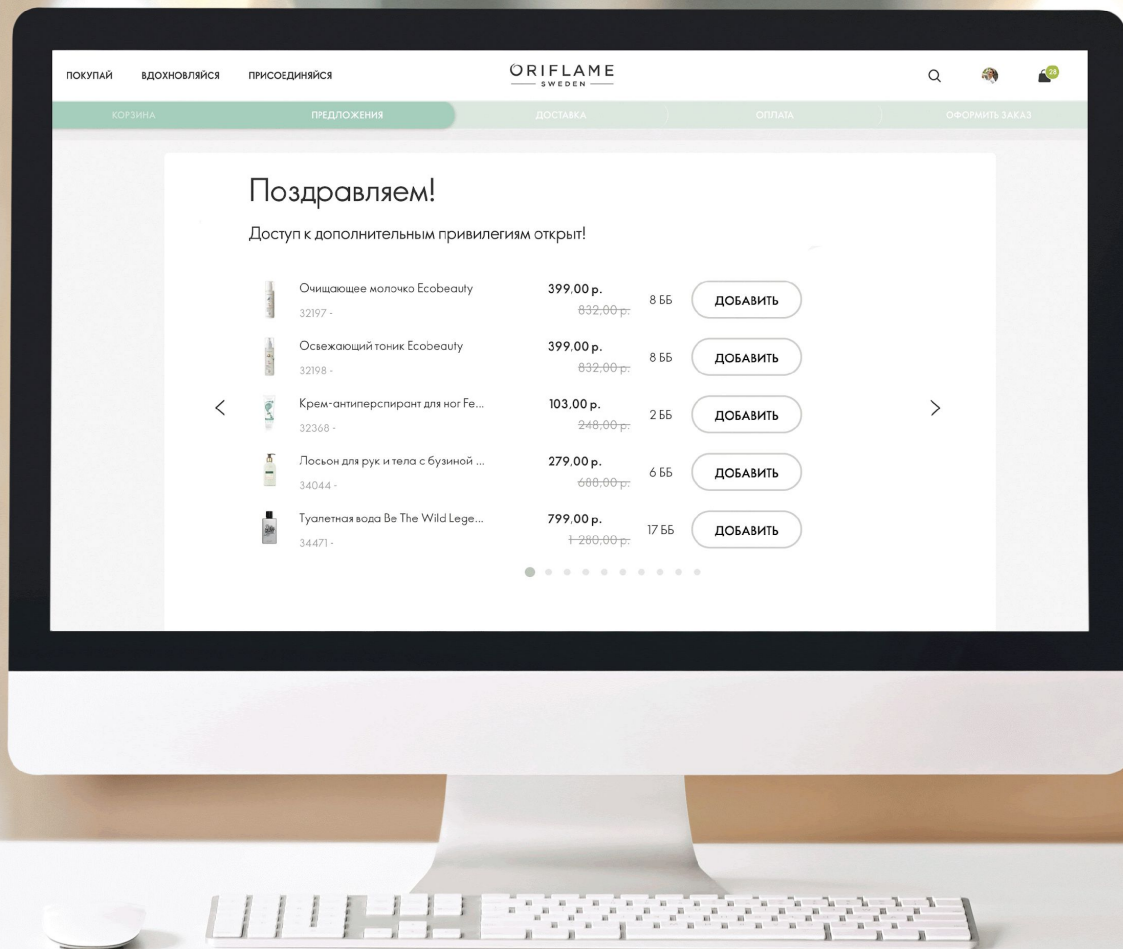 ПОКУПАЙ ВДОХНОВЛЯЙСЯ ПРИСОЕДИНЯЙСЯ
ORIFLAME
SWEDEN
28
КОРЗИНА ПРЕДЛОЖЕНИЯ ДОСТАВКА ОПЛАТА ОФОРМИТЬ ЗАКАЗ
Поздравляем!
Доступ к дополнительным привилегиям открыт!
Очищающее молочко Ecobeauty 399,00 р.
32197 - 832,00 р. 8 ББ ДОБАВИТЬ
Освежающий тоник Ecobeauty 399,00 р.
32198 - 832,00 р. 8 ББ ДОБАВИТЬ
Крем-антиперспирант для ног Fe... 103,00 р.
32368 - 248,00 р. 2 ББ ДОБАВИТЬ
Лосьон для рук и тела с бузиной ... 279,00 р.
34044 - 688,00 р. 6 ББ ДОБАВИТЬ
Туалетная вода Be The Wild Lege... 799,00 р.
34471 - 1 280,00 р. 17 ББ ДОБАВИТЬ